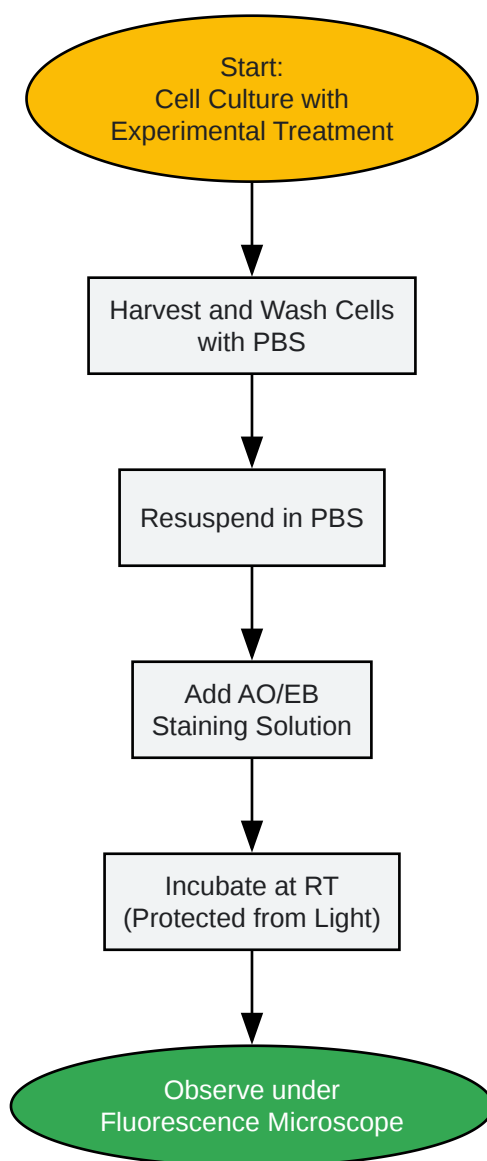 Start:
Cell Culture with
Experimental Treatment
Harvest and Wash Cells
with PBS
Resuspend in PBS
Add AO/EB
Staining Solution
Incubate at RT
(Protected from Light)
Observe under
Fluorescence Microscope